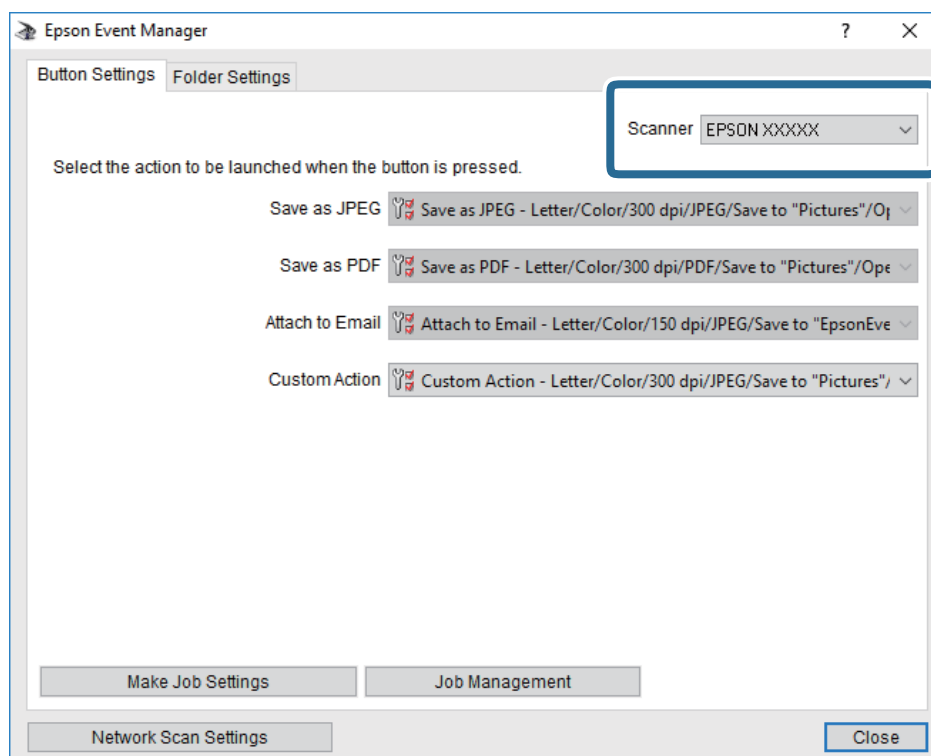 Epson Event Manager
?
Button Settings Folder Settings
Scanner EPSON XXXXX
Select the action to be launched when the button is pressed.
Save as JPEG Save as JPEG - Letter/Color/300 dpi/JPEG/Save to "Pictures"/Op
Save as PDF Save as PDF - Letter/Color/300 dpi/PDF/Save to "Pictures"/Ope
Attach to Email Attach to Email - Letter/Color/150 dpi/JPEG/Save to "EpsonEve
Custom Action Custom Action - Letter/Color/300 dpi/JPEG/Save to "Pictures"/
Make Job Settings Job Management
Network Scan Settings Close